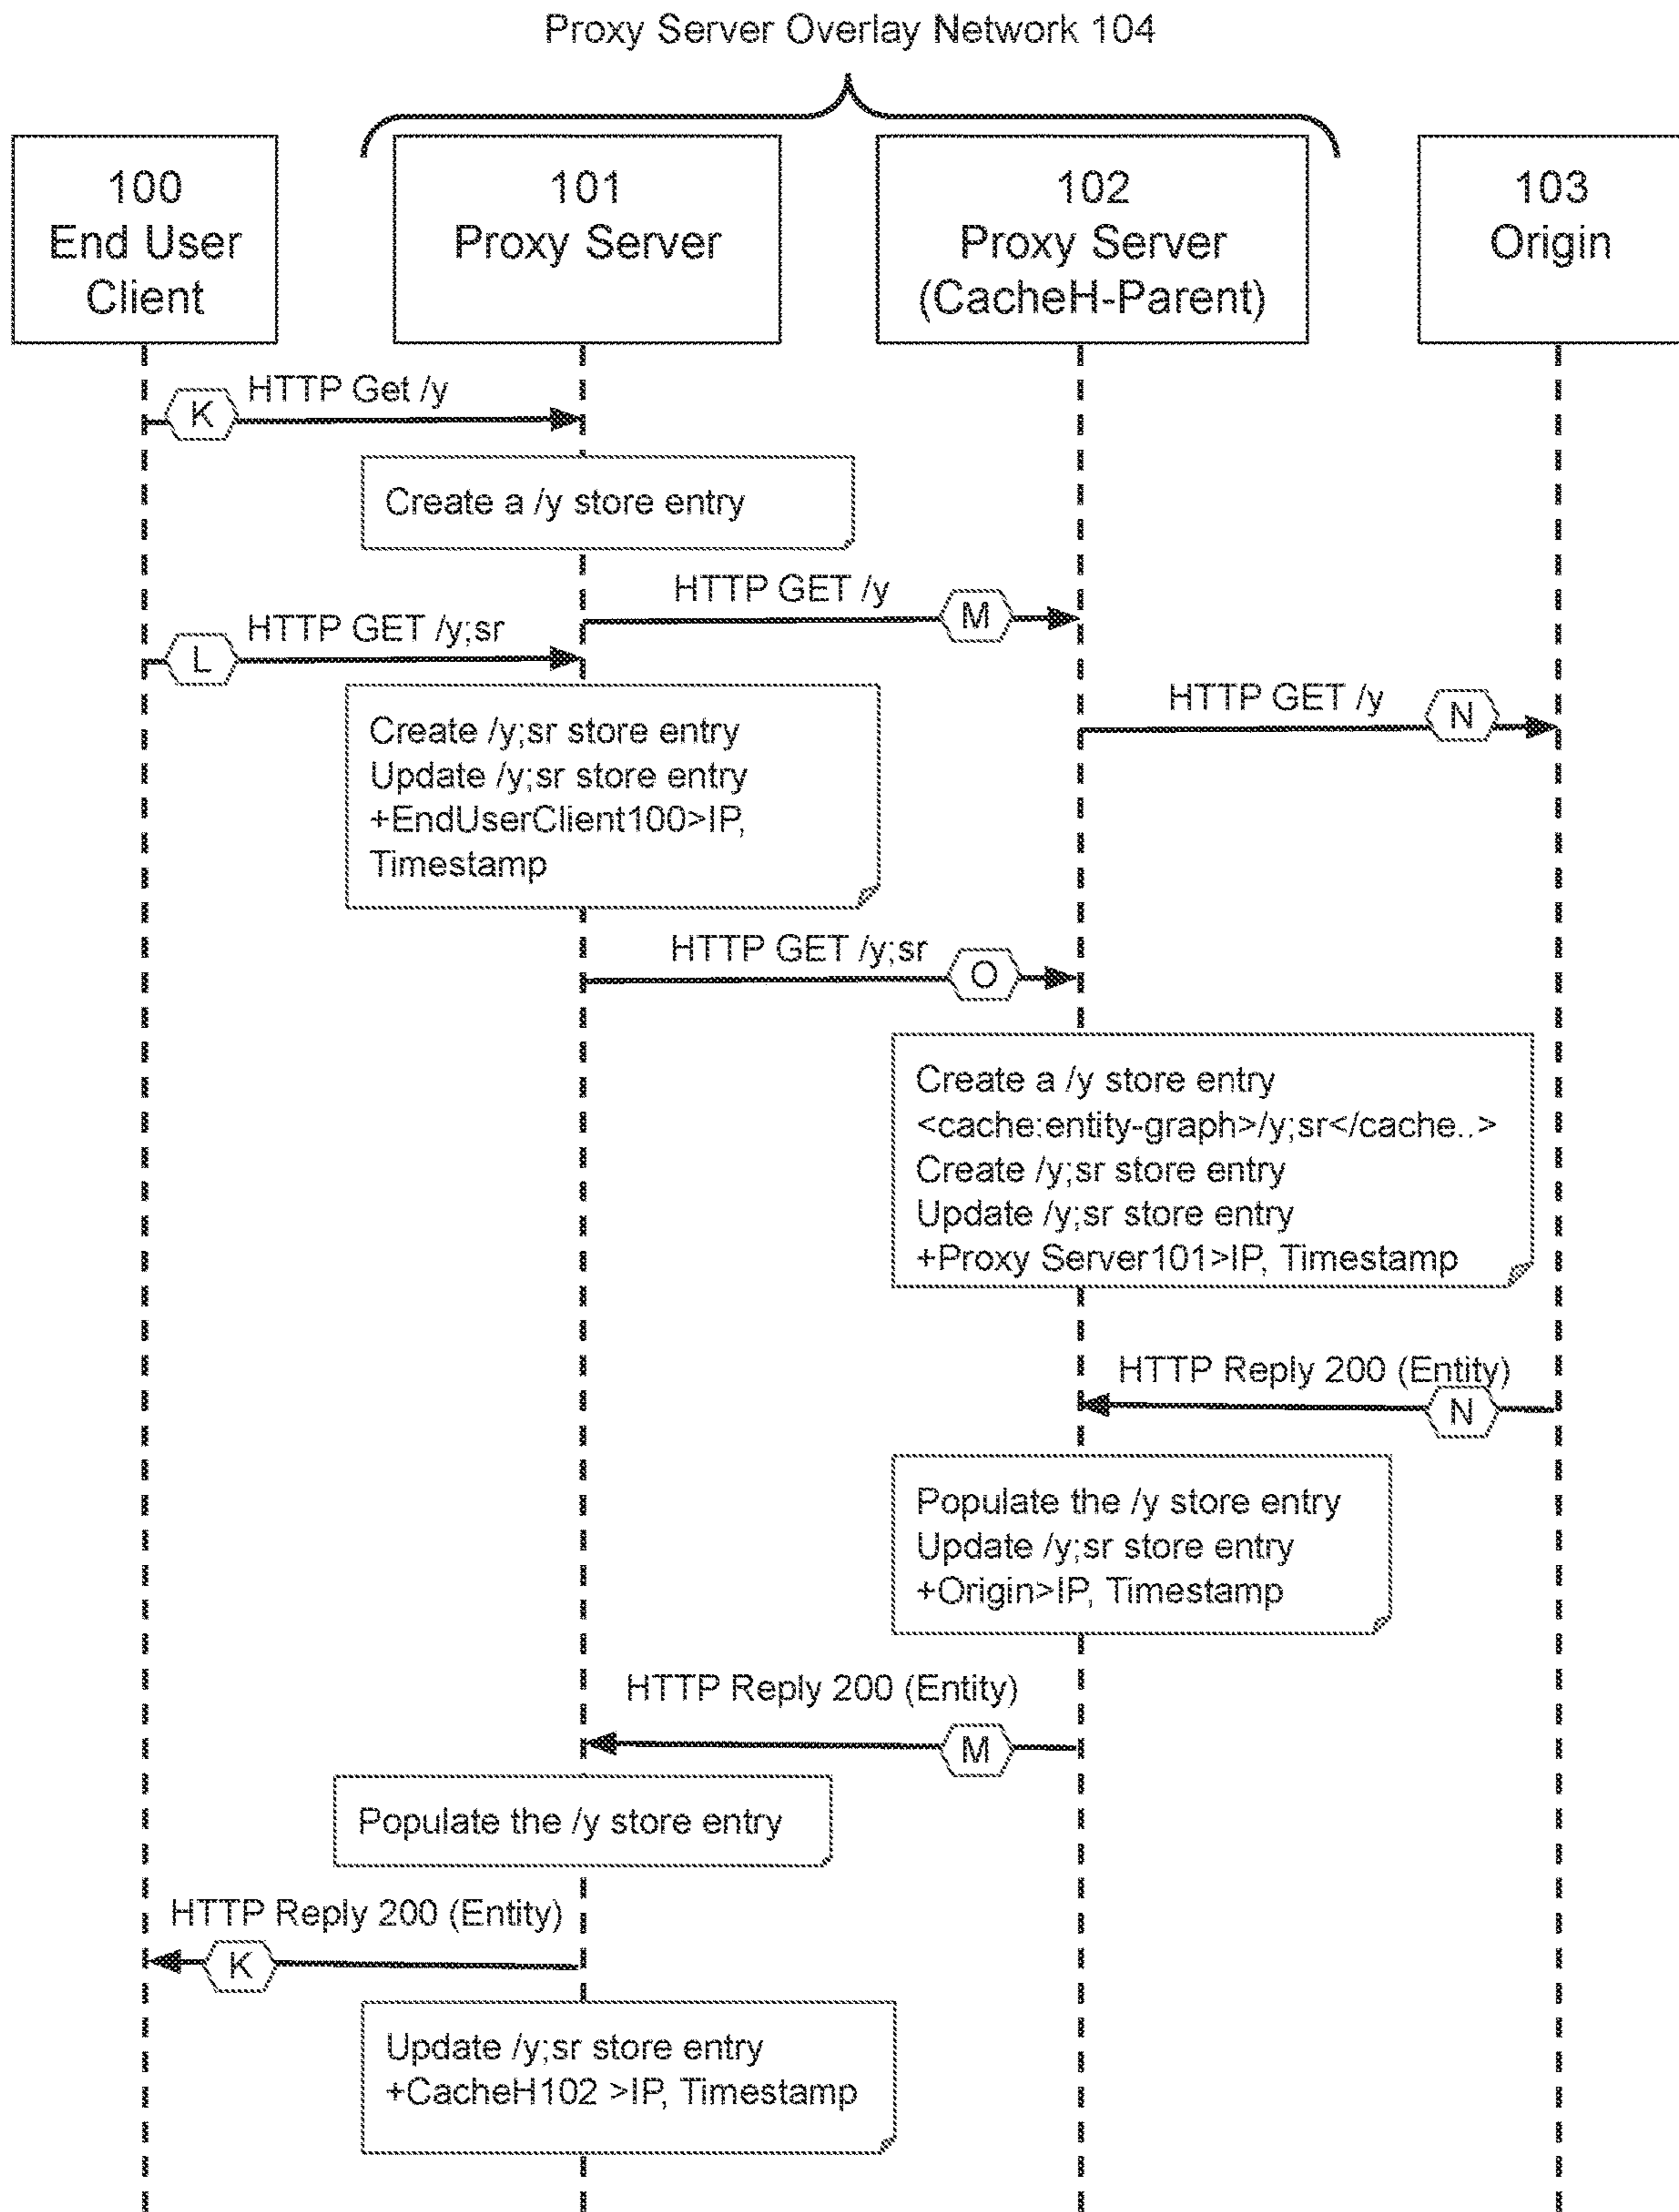 Proxy Server Overlay Network 104
100
End User
Client
101
Proxy Server
102
Proxy Server
(CacheH-Parent)
103
Origin
HTTP Get /y
K
Create a /y store entry
HTTP GET /y
M
HTTP GET /y;sr
L
HTTP GET /y
N
Create /y;sr store entry
Update /y;sr store entry
+EndUserClient100>IP,
Timestamp
HTTP GET /y;sr
O
Create a /y store entry
<cache:entity-graph>/y;sr</cache..>
Create /y;sr store entry
Update /y;sr store entry
+Proxy Server101>IP, Timestamp
HTTP Reply 200 (Entity)
N
Populate the /y store entry
Update /y;sr store entry
+Origin>IP, Timestamp
HTTP Reply 200 (Entity)
M
Populate the /y store entry
HTTP Reply 200 (Entity)
K
Update /y;sr store entry
+CacheH102 >IP, Timestamp